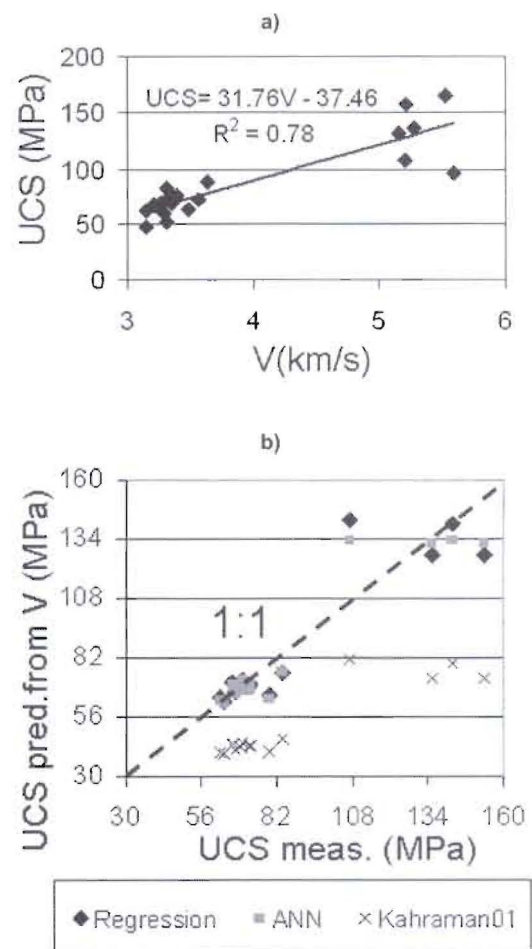 a)
UCS (MPa)
200
150
100
50
0
UCS= 31.76V - 37.46
R² = 0.78
3 4 5 6
V(km/s)
b)
UCS pred.from V (MPa)
160
134
108
82
56
30
1:1
30 56 82 108 134 160
UCS meas. (MPa)
Regression ANN Kahraman01